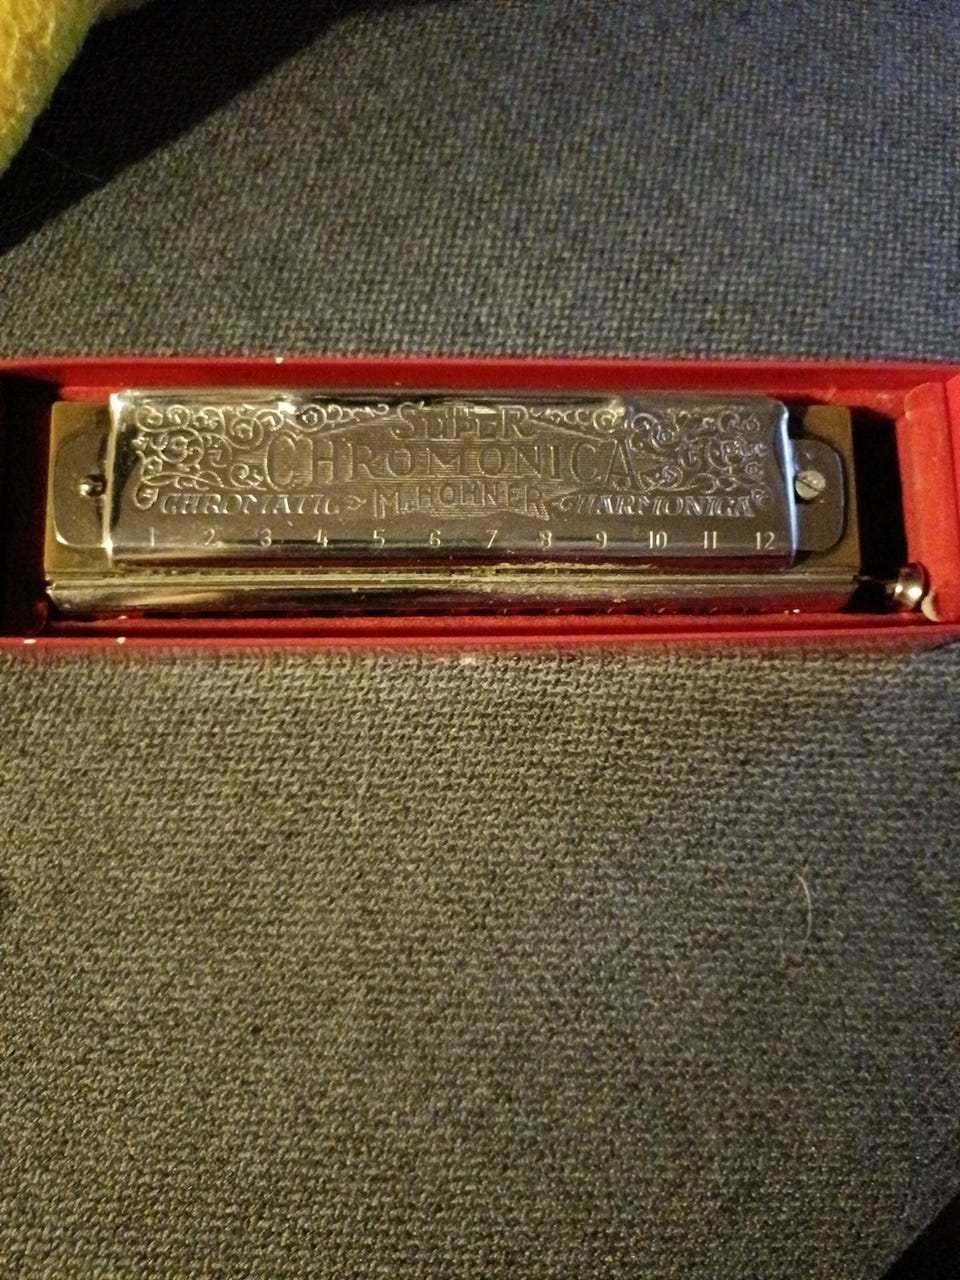 SUPER
CHROMONICA
CHROMATIC M. HOHNER HARMONICA
1 2 3 4 5 6 7 8 9 10 11 12